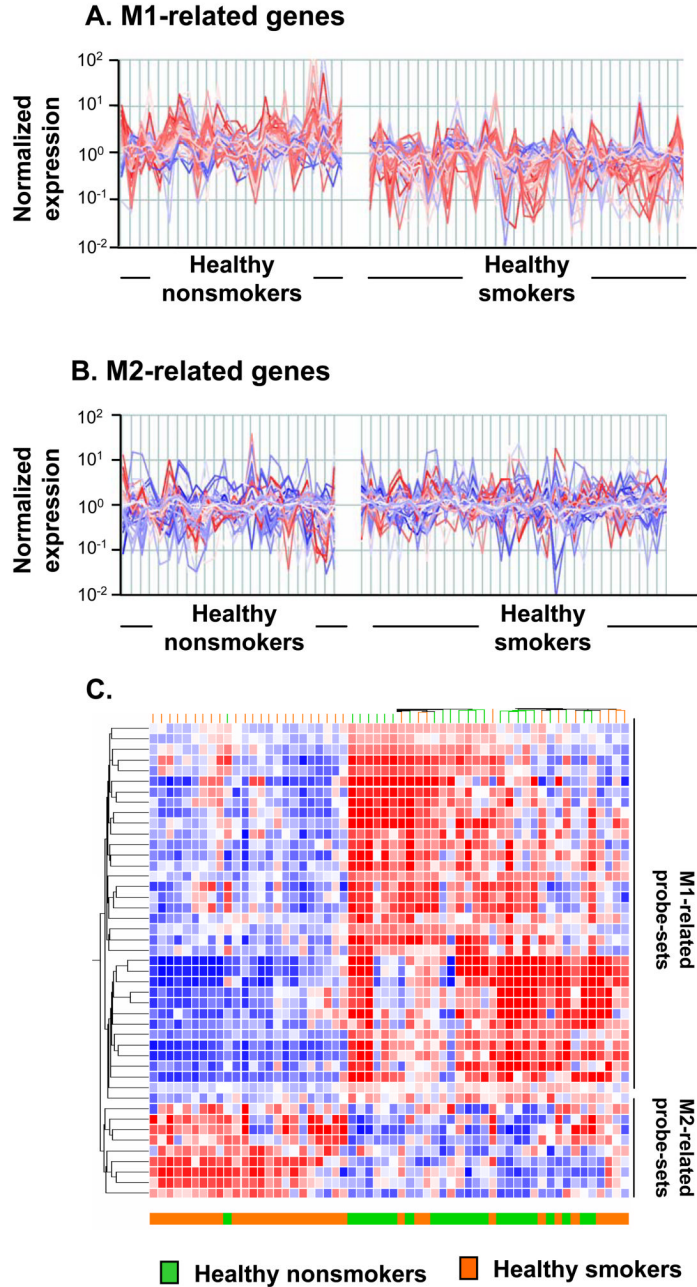 A. M1-related genes
Normalized
expression
10²
10¹
10⁰
10⁻¹
10⁻²
Healthy
nonsmokers
Healthy
smokers
B. M2-related genes
Normalized
expression
10²
10¹
10⁰
10⁻¹
10⁻²
Healthy
nonsmokers
Healthy
smokers
C.
M1-related
probe-sets
M2-related
probe-sets
Healthy nonsmokers
Healthy smokers